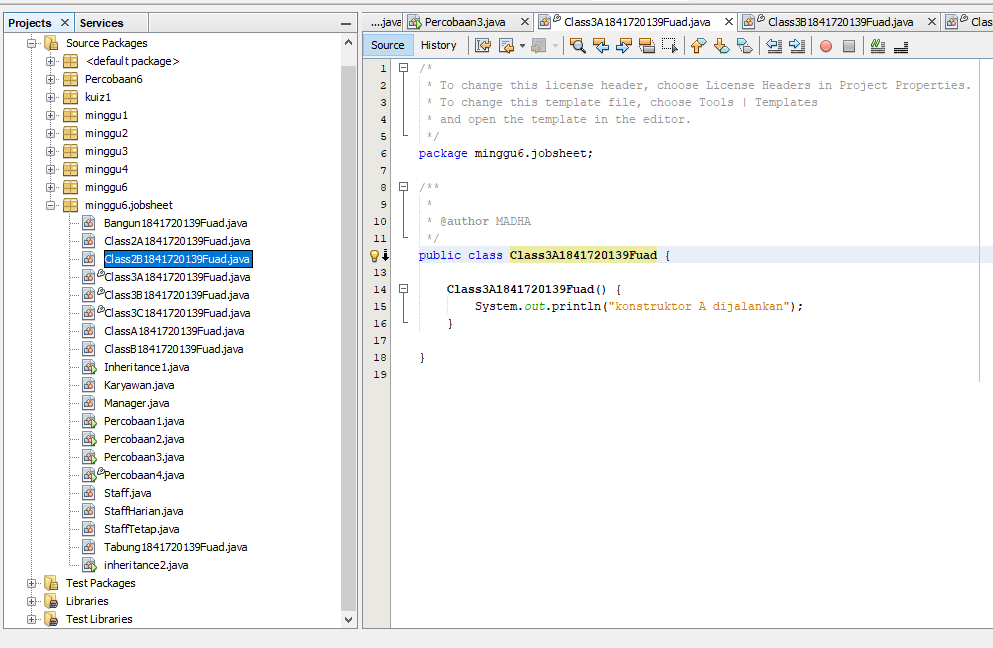 Projects
Services
Source Packages
<default package>
Percobaan6
kuiz1
minggu1
minggu2
minggu3
minggu4
minggu6
minggu6.jobsheet
Bangun1841720139Fuad.java
Class2A1841720139Fuad.java
Class2B1841720139Fuad.java
Class3A1841720139Fuad.java
Class3B1841720139Fuad.java
Class3C1841720139Fuad.java
ClassA1841720139Fuad.java
ClassB1841720139Fuad.java
Inheritance1.java
Karyawan.java
Manager.java
Percobaan1.java
Percobaan2.java
Percobaan3.java
Percobaan4.java
Staff.java
StaffHarian.java
StaffTetap.java
Tabung1841720139Fuad.java
inheritance2.java
Test Packages
Libraries
Test Libraries
....java Percobaan3.java Class3A1841720139Fuad.java Class3B1841720139Fuad.java Clas
Source History
1 /*
2 * To change this license header, choose License Headers in Project Properties.
3 * To change this template file, choose Tools | Templates
4 * and open the template in the editor.
5 */
6 package minggu6.jobsheet;
7
8 /**
9 *
10 * @author MADHA
11 */
public class Class3A1841720139Fuad {
13
14 Class3A1841720139Fuad() {
15 System.out.println("konstruktor A dijalankan");
16 }
17
18 }
19